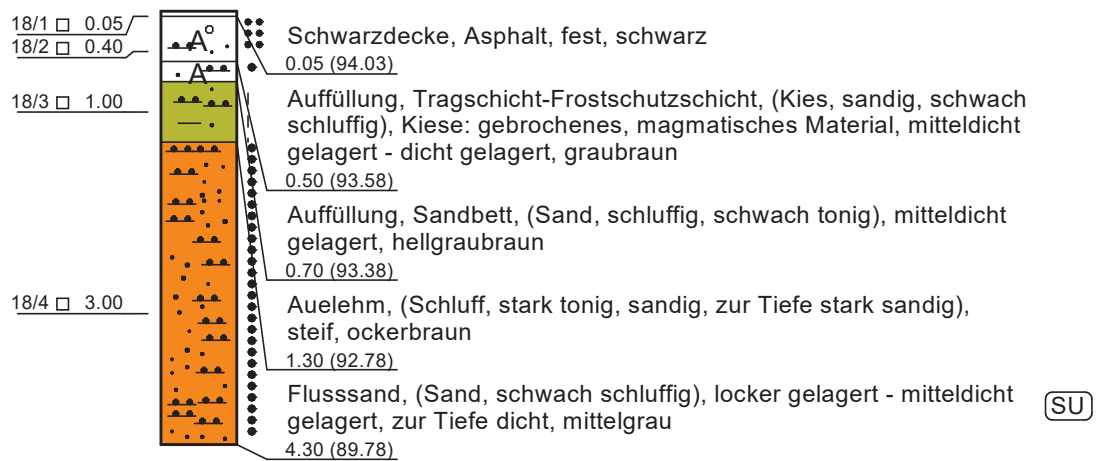 18/1 □ 0.05
18/2 □ 0.40
A
A
Schwarzdecke, Asphalt, fest, schwarz
0.05 (94.03)
18/3 □ 1.00
Auffüllung, Tragschicht-Frostschutzschicht, (Kies, sandig, schwach
schluffig), Kiese: gebrochenes, magmatisches Material, mitteldicht
gelagert - dicht gelagert, graubraun
0.50 (93.58)
Auffüllung, Sandbett, (Sand, schluffig, schwach tonig), mitteldicht
gelagert, hellgraubraun
0.70 (93.38)
18/4 □ 3.00
Auelehm, (Schluff, stark tonig, sandig, zur Tiefe stark sandig),
steif, ockerbraun
1.30 (92.78)
Flusssand, (Sand, schwach schluffig), locker gelagert - mitteldicht
gelagert, zur Tiefe dicht, mittelgrau
SU
4.30 (89.78)